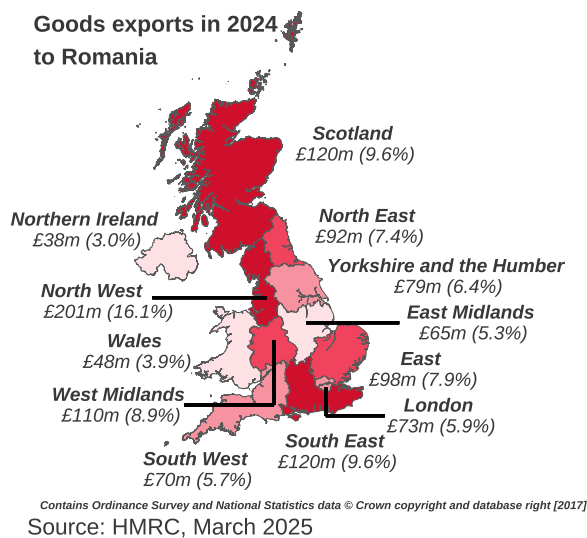 Goods exports in 2024
to Romania
Scotland
£120m (9.6%)
Northern Ireland
£38m (3.0%)
North East
£92m (7.4%)
Yorkshire and the Humber
£79m (6.4%)
North West
£201m (16.1%)
East Midlands
£65m (5.3%)
Wales
£48m (3.9%)
East
£98m (7.9%)
West Midlands
£110m (8.9%)
London
£73m (5.9%)
South East
£120m (9.6%)
South West
£70m (5.7%)
Contains Ordinance Survey and National Statistics data © Crown copyright and database right [2017]
Source: HMRC, March 2025